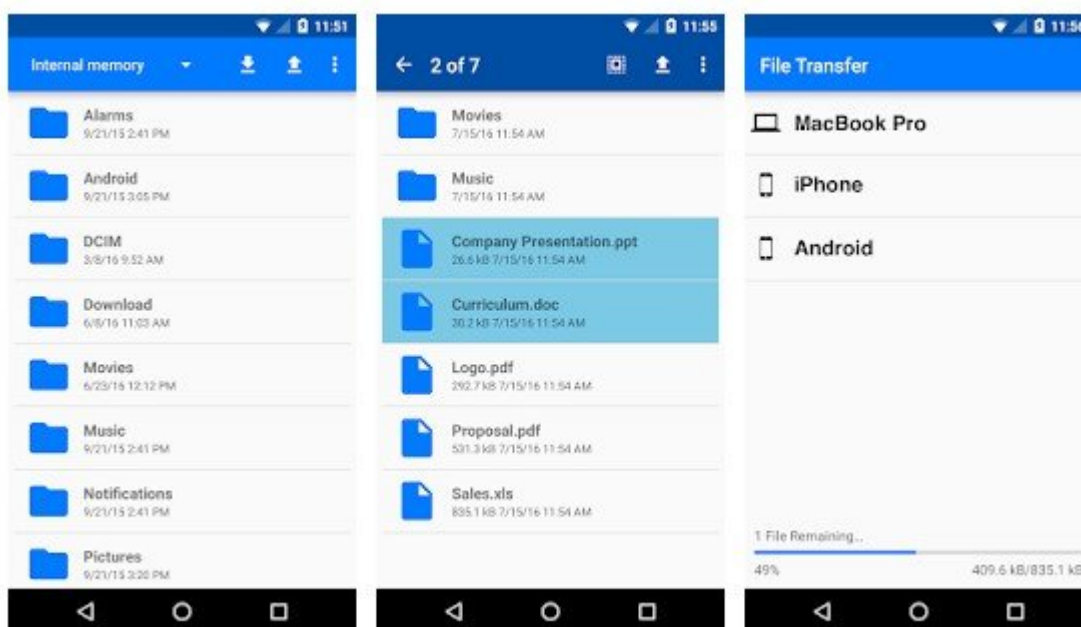 11:51
Internal memory
Alarms
9/21/15 2:41 PM
Android
9/21/15 3:05 PM
DCIM
3/8/16 9:52 AM
Download
6/8/16 11:03 AM
Movies
6/23/16 12:12 PM
Music
9/21/15 2:41 PM
Notifications
9/21/15 2:41 PM
Pictures
9/21/15 3:20 PM
11:55
2 of 7
Movies
7/15/16 11:54 AM
Music
7/15/16 11:54 AM
Company Presentation.ppt
26.6 kB 7/15/16 11:54 AM
Curriculum.doc
30.2 kB 7/15/16 11:54 AM
Logo.pdf
292.7 kB 7/15/16 11:54 AM
Proposal.pdf
531.3 kB 7/15/16 11:54 AM
Sales.xls
835.1 kB 7/15/16 11:54 AM
11:56
File Transfer
MacBook Pro
iPhone
Android
1 File Remaining...
49% 409.6 kB/835.1 kB